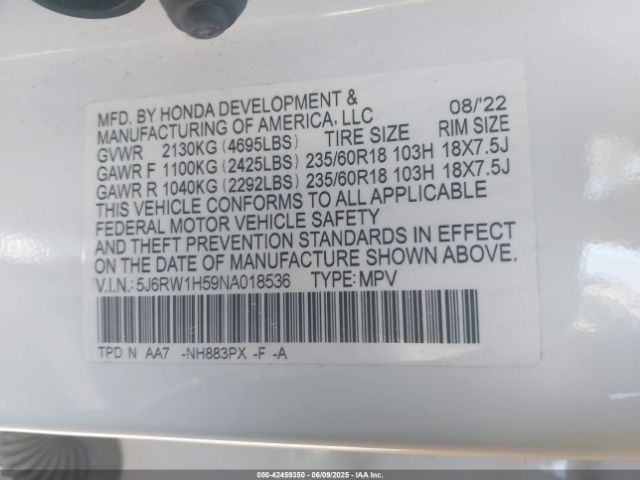 MFD. BY HONDA DEVELOPMENT &
MANUFACTURING OF AMERICA, LLC 08/'22
GVWR 2130KG (4695LBS) TIRE SIZE RIM SIZE
GAWR F 1100KG (2425LBS) 235/60R18 103H 18X7.5J
GAWR R 1040KG (2292LBS) 235/60R18 103H 18X7.5J
THIS VEHICLE CONFORMS TO ALL APPLICABLE
FEDERAL MOTOR VEHICLE SAFETY
AND THEFT PREVENTION STANDARDS IN EFFECT
ON THE DATE OF MANUFACTURE SHOWN ABOVE.
V.I.N.:5J6RW1H59NA018536 TYPE:MPV
TPD N AA7 -NH883PX -F -A
000-42459350 - 06/09/2025 - IAAI.COM